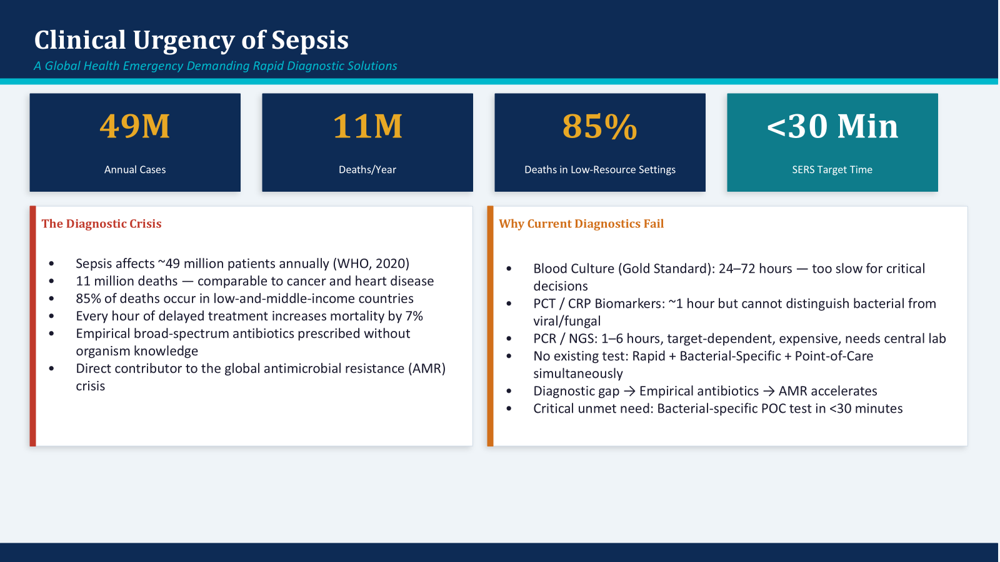 Clinical Urgency of Sepsis
A Global Health Emergency Demanding Rapid Diagnostic Solutions
49M
Annual Cases
11M
Deaths/Year
85%
Deaths in Low-Resource Settings
<30 Min
SERS Target Time
The Diagnostic Crisis
• Sepsis affects ~49 million patients annually (WHO, 2020)
• 11 million deaths — comparable to cancer and heart disease
• 85% of deaths occur in low-and-middle-income countries
• Every hour of delayed treatment increases mortality by 7%
• Empirical broad-spectrum antibiotics prescribed without
organism knowledge
• Direct contributor to the global antimicrobial resistance (AMR)
crisis
Why Current Diagnostics Fail
• Blood Culture (Gold Standard): 24–72 hours — too slow for critical
decisions
• PCT / CRP Biomarkers: ~1 hour but cannot distinguish bacterial from
viral/fungal
• PCR / NGS: 1–6 hours, target-dependent, expensive, needs central lab
• No existing test: Rapid + Bacterial-Specific + Point-of-Care
simultaneously
• Diagnostic gap → Empirical antibiotics → AMR accelerates
• Critical unmet need: Bacterial-specific POC test in <30 minutes